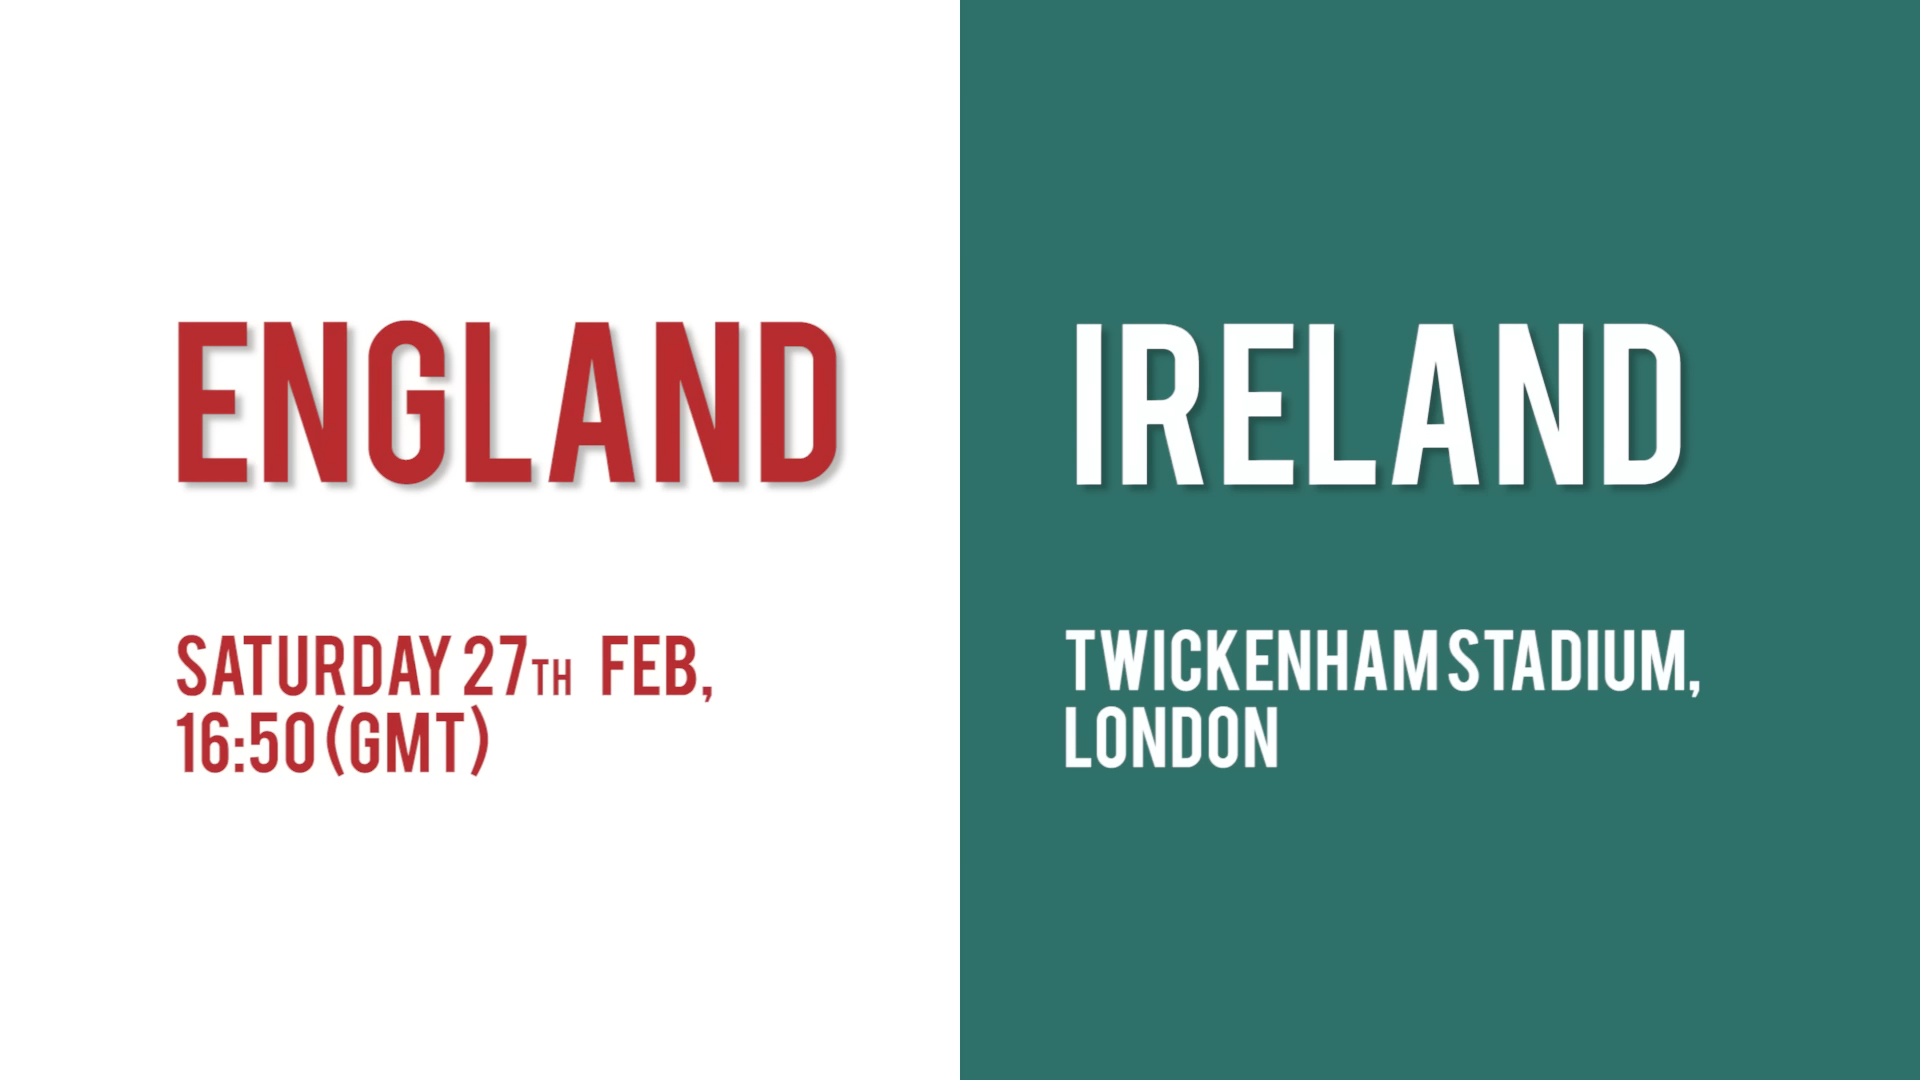 ENGLAND
SATURDAY 27TH FEB,
16:50 (GMT)
IRELAND
TWICKENHAM STADIUM,
LONDON